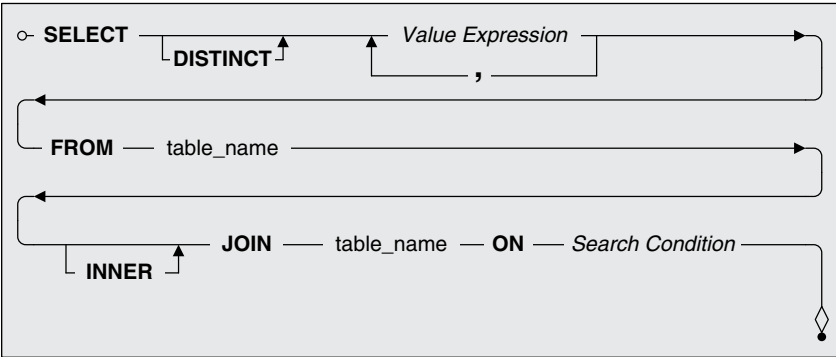 SELECT Value Expression
DISTINCT ,
FROM table_name
JOIN table_name ON Search Condition
INNER